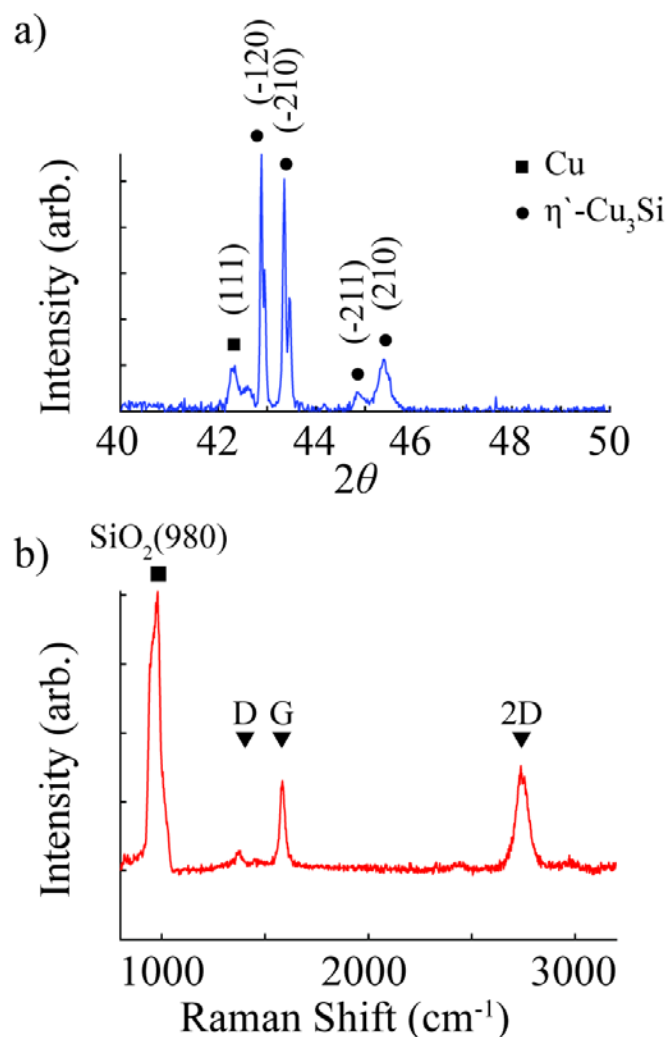 a)
(-120)
(-210)
■ Cu
● η`-Cu₃Si
(111)
(-211)
(210)
Intensity (arb.)
40 42 44 46 48 50
2θ
b)
SiO₂(980)
D G 2D
Intensity (arb.)
1000 2000 3000
Raman Shift (cm⁻¹)